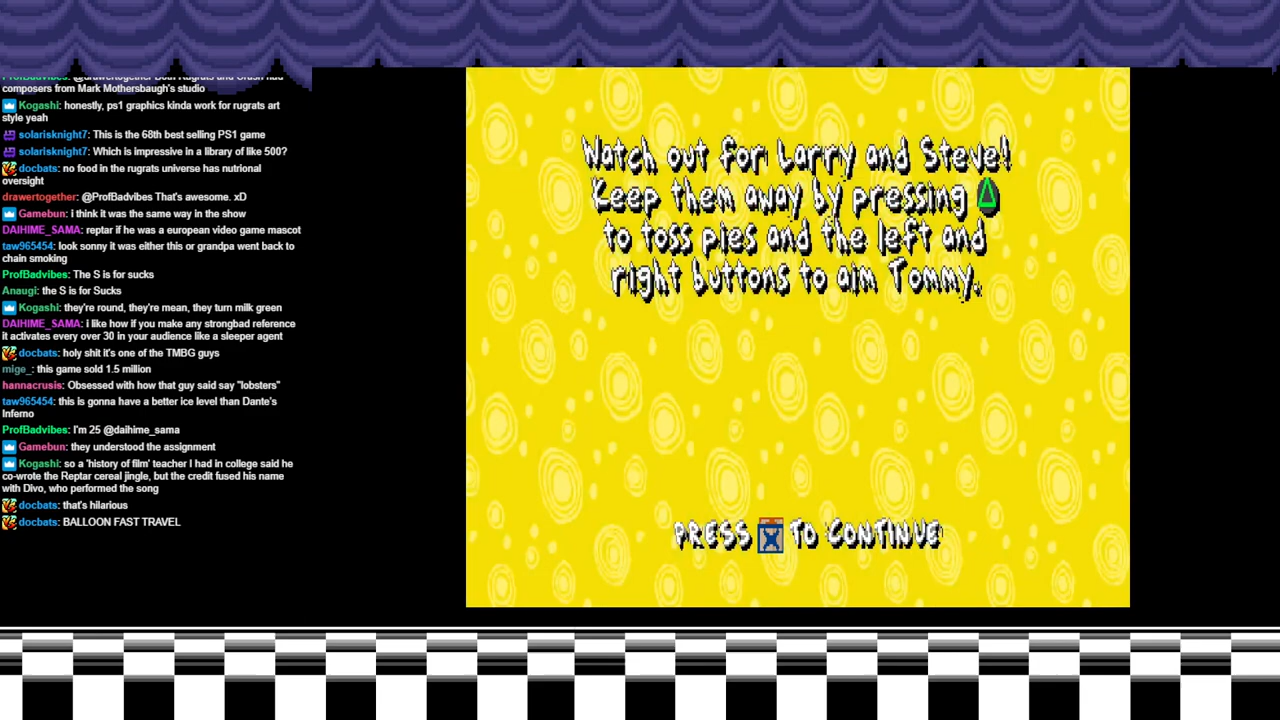 ProfBadvibes: @drawertogether Both Rugrats and Crash had
composers from Mark Mothersbaugh's studio
Kogashi: honestly, ps1 graphics kinda work for rugrats art
style yeah
solarisknight7: This is the 68th best selling PS1 game
solarisknight7: Which is impressive in a library of like 500?
docbats: no food in the rugrats universe has nutrional
oversight
drawertogether: @ProfBadvibes That's awesome. xD
Gamebun: i think it was the same way in the show
DAIHIME_SAMA: reptar if he was a european video game mascot
taw965454: look sonny it was either this or grandpa went back to
chain smoking
ProfBadvibes: The S is for sucks
Anaugi: the S is for Sucks
Kogashi: they're round, they're mean, they turn milk green
DAIHIME_SAMA: i like how if you make any strongbad reference
it activates every over 30 in your audience like a sleeper agent
docbats: holy shit it's one of the TMBG guys
mige_: this game sold 1.5 million
hannacrusis: Obsessed with how that guy said say "lobsters"
taw965454: this is gonna have a better ice level than Dante's
Inferno
ProfBadvibes: I'm 25 @daihime_sama
Gamebun: they understood the assignment
Kogashi: so a 'history of film' teacher I had in college said he
co-wrote the Reptar cereal jingle, but the credit fused his name
with Divo, who performed the song
docbats: that's hilarious
docbats: BALLOON FAST TRAVEL
Watch out for Larry and Steve!
Keep them away by pressing
to toss pies and the left and
right buttons to aim Tommy.
PRESS X TO CONTINUE